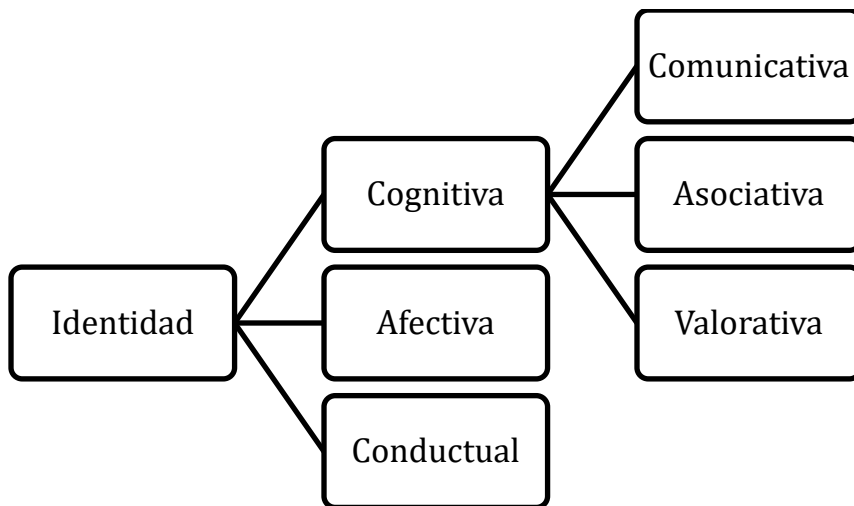 Identidad
Cognitiva
Afectiva
Conductual
Comunicativa
Asociativa
Valorativa